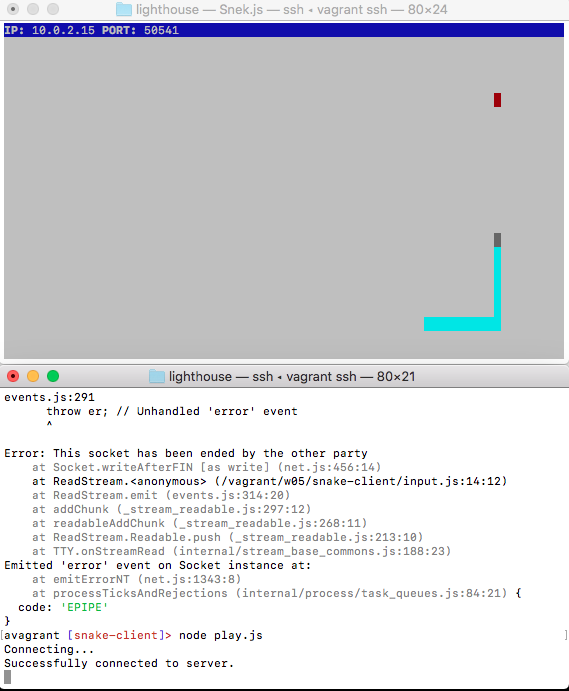 lighthouse — Snek.js — ssh ◂ vagrant ssh — 80×24
IP: 10.0.2.15 PORT: 50541
lighthouse — ssh ◂ vagrant ssh — 80×21
events.js:291
      throw er; // Unhandled 'error' event
      ^
Error: This socket has been ended by the other party
    at Socket.writeAfterFIN [as write] (net.js:456:14)
    at ReadStream.<anonymous> (/vagrant/w05/snake-client/input.js:14:12)
    at ReadStream.emit (events.js:314:20)
    at addChunk (_stream_readable.js:297:12)
    at readableAddChunk (_stream_readable.js:268:11)
    at ReadStream.Readable.push (_stream_readable.js:213:10)
    at TTY.onStreamRead (internal/stream_base_commons.js:188:23)
Emitted 'error' event on Socket instance at:
    at emitErrorNT (net.js:1343:8)
    at processTicksAndRejections (internal/process/task_queues.js:84:21) {
  code: 'EPIPE'
}
[avagrant [snake-client]> node play.js ]
Connecting...
Successfully connected to server.